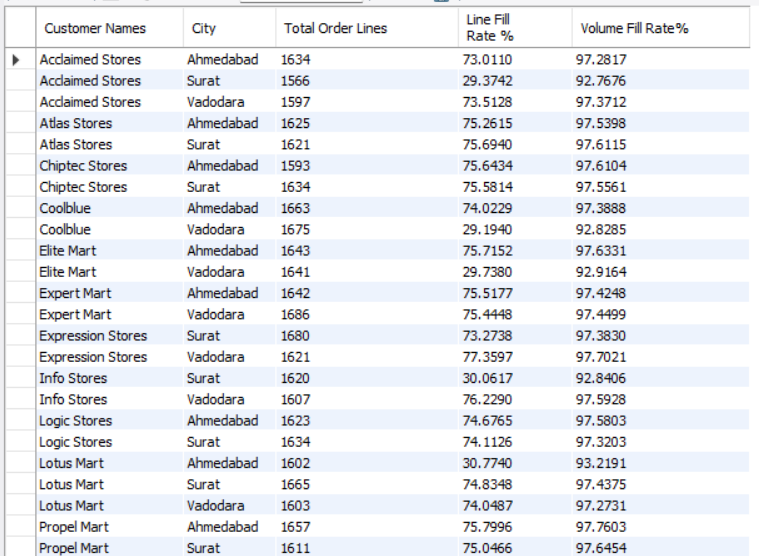 Customer Names City Total Order Lines Line Fill Rate % Volume Fill Rate%
Acclaimed Stores Ahmedabad 1634 73.0110 97.2817
Acclaimed Stores Surat 1566 29.3742 92.7676
Acclaimed Stores Vadodara 1597 73.5128 97.3712
Atlas Stores Ahmedabad 1625 75.2615 97.5398
Atlas Stores Surat 1621 75.6940 97.6115
Chiptec Stores Ahmedabad 1593 75.6434 97.6104
Chiptec Stores Surat 1634 75.5814 97.5561
Coolblue Ahmedabad 1663 74.0229 97.3888
Coolblue Vadodara 1675 29.1940 92.8285
Elite Mart Ahmedabad 1643 75.7152 97.6331
Elite Mart Vadodara 1641 29.7380 92.9164
Expert Mart Ahmedabad 1642 75.5177 97.4248
Expert Mart Vadodara 1686 75.4448 97.4499
Expression Stores Surat 1680 73.2738 97.3830
Expression Stores Vadodara 1621 77.3597 97.7021
Info Stores Surat 1620 30.0617 92.8406
Info Stores Vadodara 1607 76.2290 97.5928
Logic Stores Ahmedabad 1623 74.6765 97.5803
Logic Stores Surat 1634 74.1126 97.3203
Lotus Mart Ahmedabad 1602 30.7740 93.2191
Lotus Mart Surat 1665 74.8348 97.4375
Lotus Mart Vadodara 1603 74.0487 97.2731
Propel Mart Ahmedabad 1657 75.7996 97.7603
Propel Mart Surat 1611 75.0466 97.6454